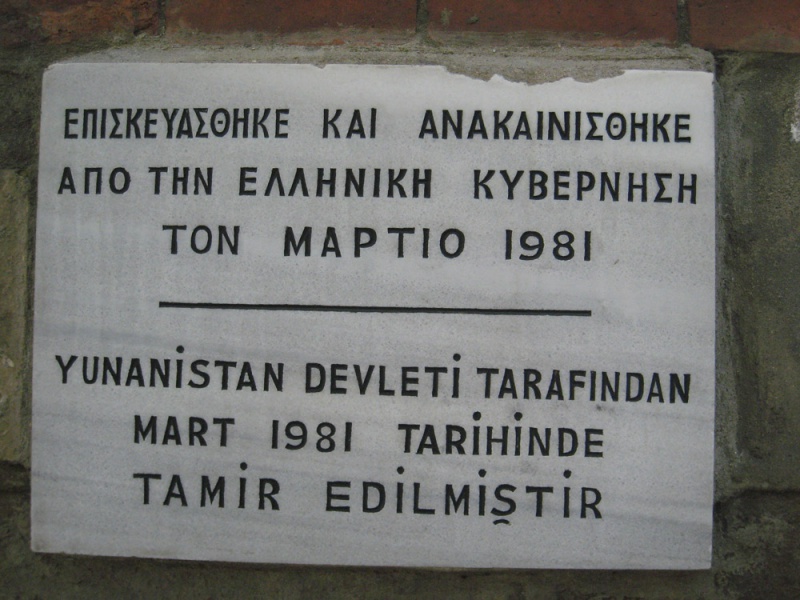 ΕΠΙΣΚΕΥΑΣΘΗΚΕ ΚΑΙ ΑΝΑΚΑΙΝΙΣΘΗΚΕ
ΑΠΟ ΤΗΝ ΕΛΛΗΝΙΚΗ ΚΥΒΕΡΝΗΣΗ
ΤΟΝ ΜΑΡΤΙΟ 1981
YUNANİSTAN DEVLETİ TARAFINDAN
MART 1981 TARİHİNDE
TAMİR EDİLMİŞTİR